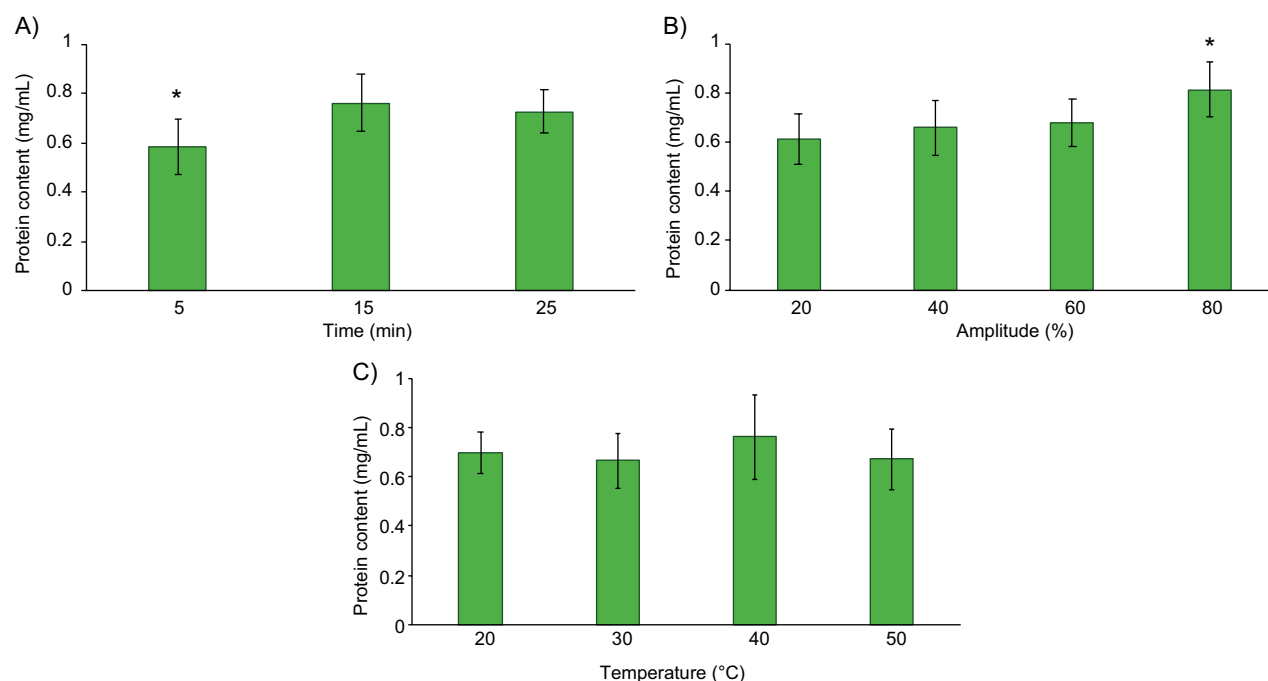 A)
Protein content (mg/mL)
1
0.8
0.6
0.4
0.2
0
*
5 15 25
Time (min)
B)
Protein content (mg/mL)
1
0.8
0.6
0.4
0.2
0
*
20 40 60 80
Amplitude (%)
C)
Protein content (mg/mL)
1
0.8
0.6
0.4
0.2
0
20 30 40 50
Temperature (°C)